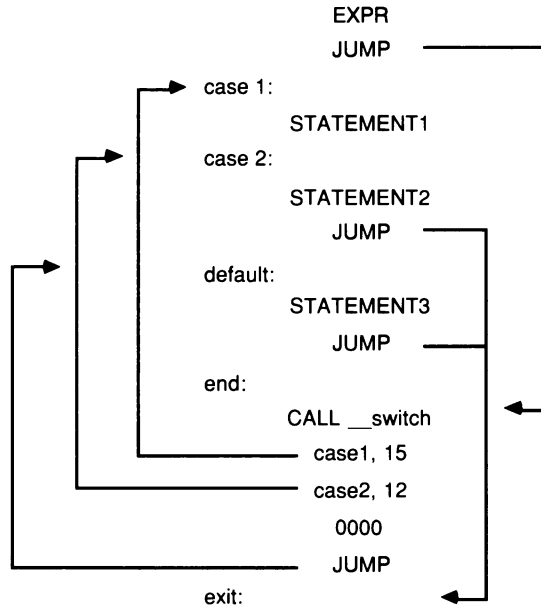 EXPR
JUMP
case 1:
STATEMENT1
case 2:
STATEMENT2
JUMP
default:
STATEMENT3
JUMP
end:
CALL __switch
case1, 15
case2, 12
0000
JUMP
exit: